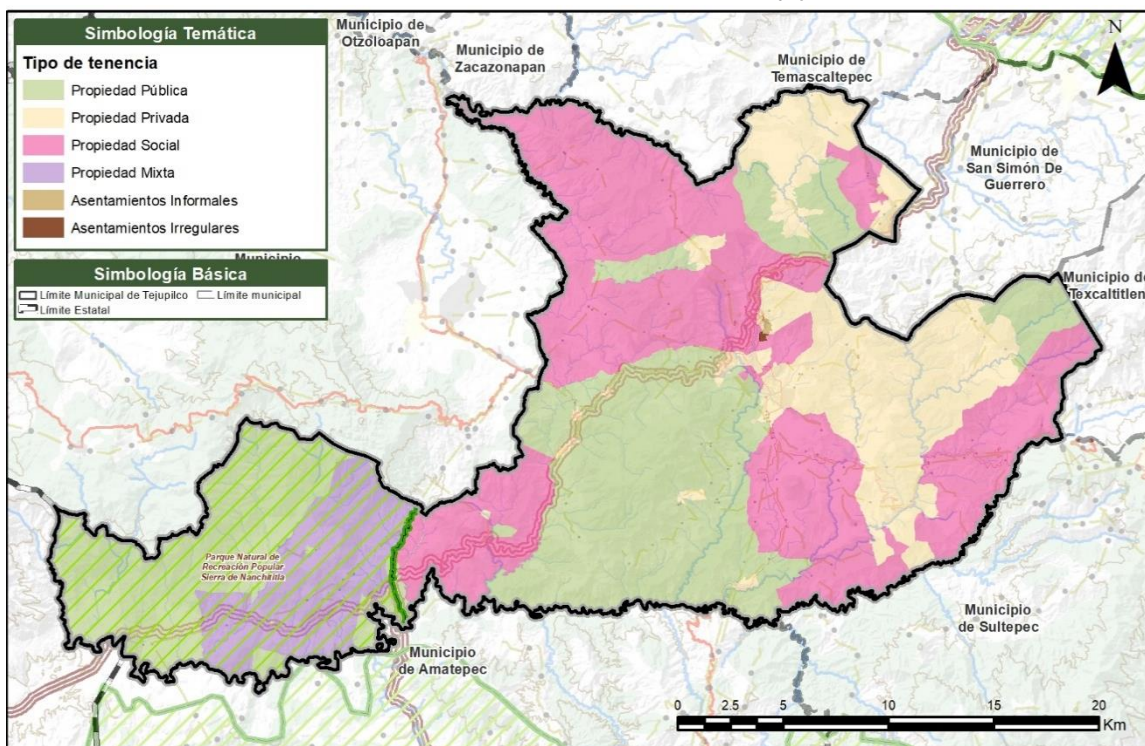 Simbología Temática
Tipo de tenencia
Propiedad Pública
Propiedad Privada
Propiedad Social
Propiedad Mixta
Asentamientos Informales
Asentamientos Irregulares
Municipio
Simbología Básica
Límite Municipal de Tejupilco
Límite municipal
Límite Estatal
Municipio de
Otzoloapan
Municipio de
Zacazonapan
Municipio de
Temascaltepec
N
Municipio de
San Simón De
Guerrero
Municipio de
Texcaltitlen
Parque Natural de
Recreación Popular
Sierra de Nanchititla
Municipio
de Amatepec
Municipio
de Sultepec
0 2.5 5 10 15 20
Km